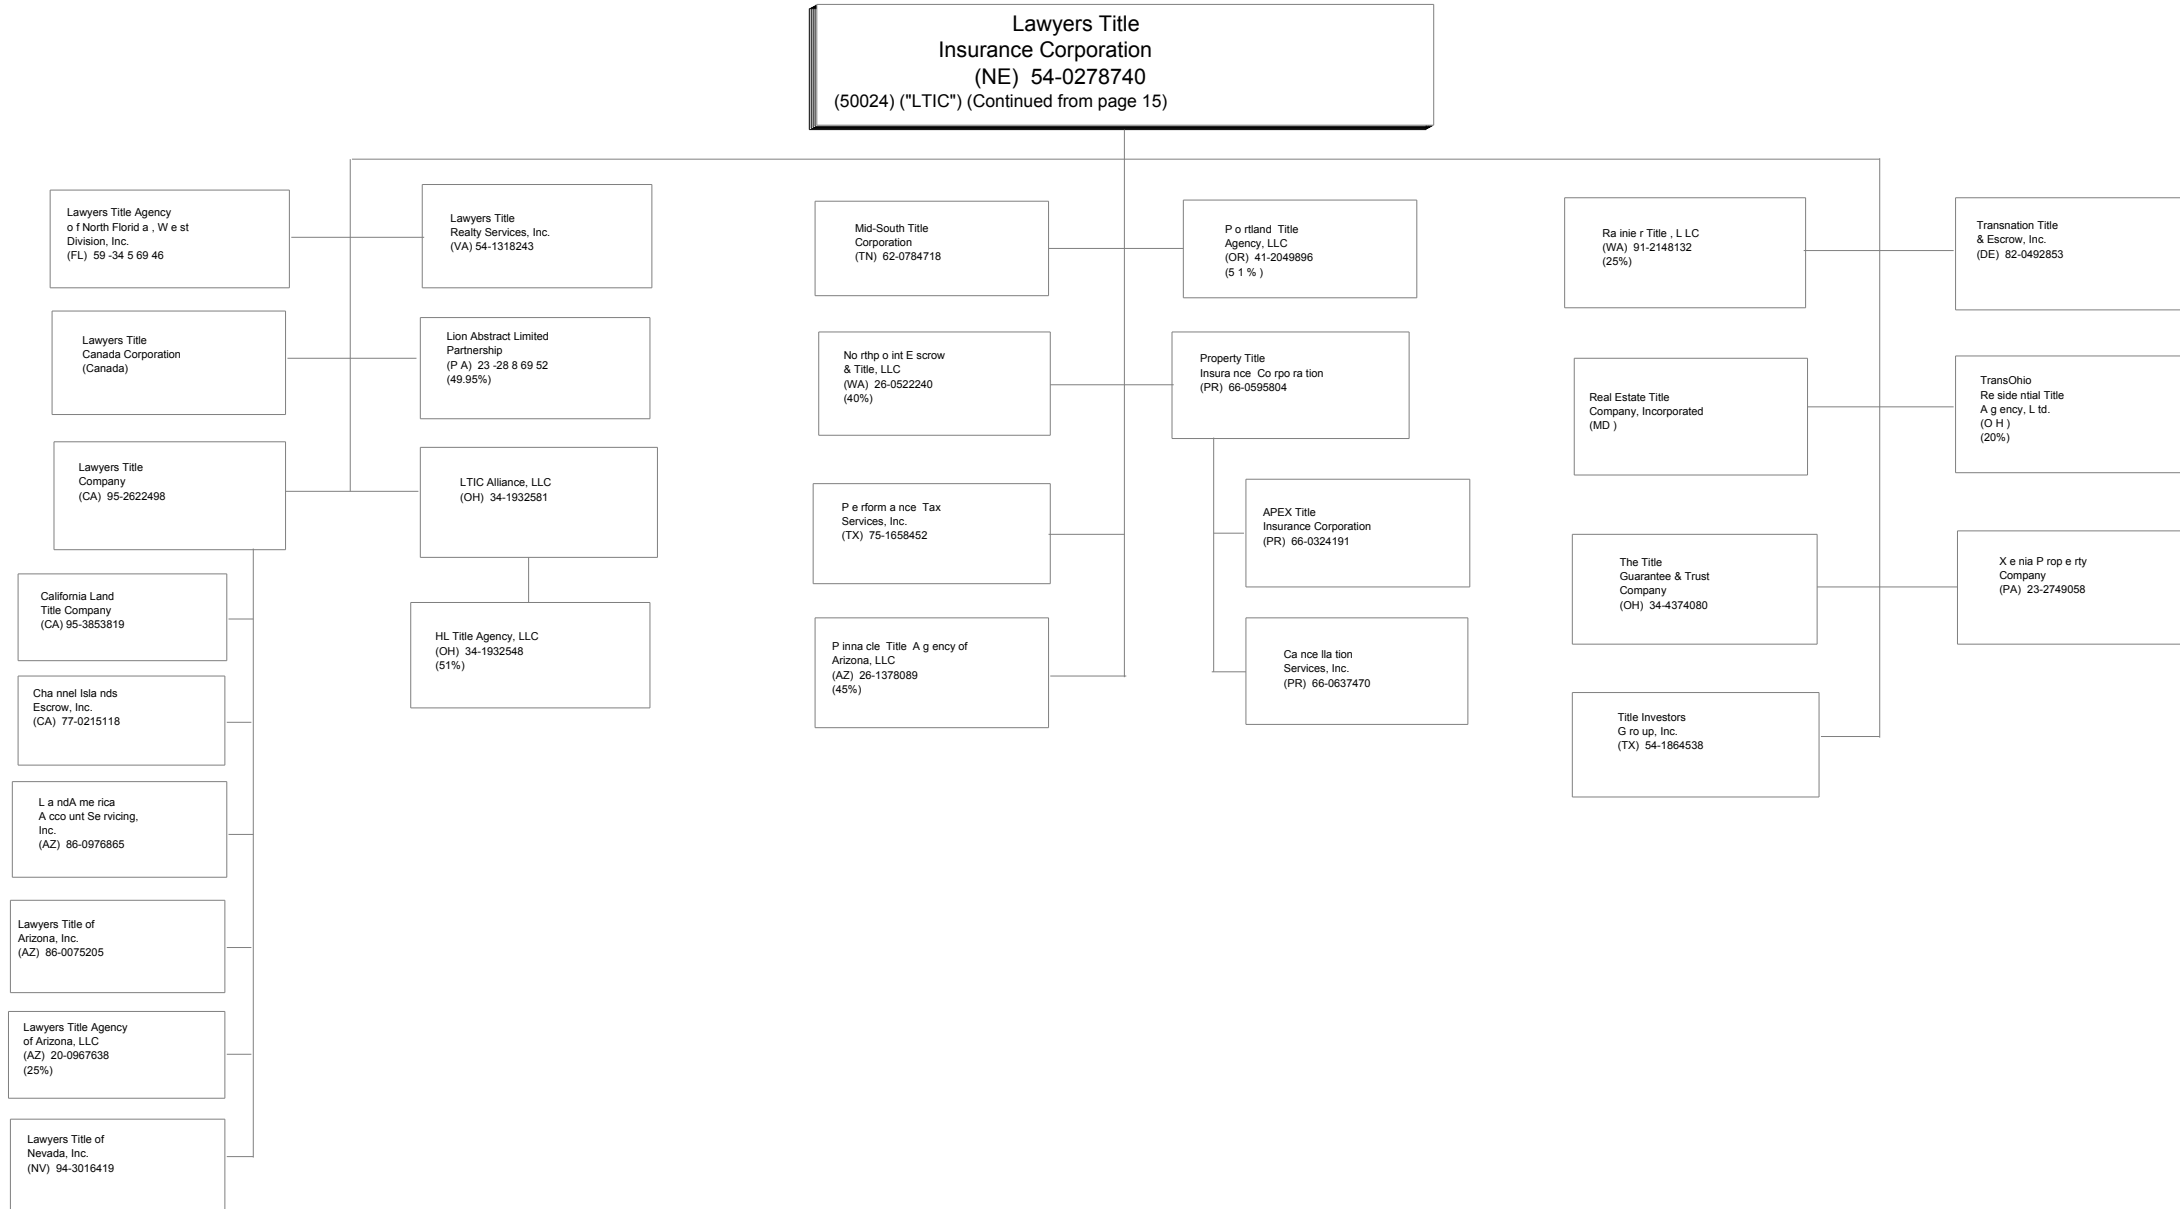 Lawyers Title
Insurance Corporation
(NE) 54-0278740
(50024) ("LTIC") (Continued from page 15)
Lawyers Title Agency
of North Florida, West
Division, Inc.
(FL) 59-3456946
Lawyers Title
Realty Services, Inc.
(VA) 54-1318243
Lawyers Title
Canada Corporation
(Canada)
Lion Abstract Limited
Partnership
(PA) 23-2886952
(49.95%)
Lawyers Title
Company
(CA) 95-2622498
LTIC Alliance, LLC
(OH) 34-1932581
California Land
Title Company
(CA) 95-3853819
HL Title Agency, LLC
(OH) 34-1932548
(51%)
Channel Islands
Escrow, Inc.
(CA) 77-0215118
LandAmerica
Account Servicing,
Inc.
(AZ) 86-0976865
Lawyers Title of
Arizona, Inc.
(AZ) 86-0075205
Lawyers Title Agency
of Arizona, LLC
(AZ) 20-0967638
(25%)
Lawyers Title of
Nevada, Inc.
(NV) 94-3016419
Mid-South Title
Corporation
(TN) 62-0784718
Portland Title
Agency, LLC
(OR) 41-2049896
(51%)
Northpoint Escrow
& Title, LLC
(WA) 26-0522240
(40%)
Property Title
Insurance Corporation
(PR) 66-0595804
Performance Tax
Services, Inc.
(TX) 75-1658452
APEX Title
Insurance Corporation
(PR) 66-0324191
Pinnacle Title Agency of
Arizona, LLC
(AZ) 26-1378089
(45%)
Cancellation
Services, Inc.
(PR) 66-0637470
Rainier Title, LLC
(WA) 91-2148132
(25%)
Transnation Title
& Escrow, Inc.
(DE) 82-0492853
Real Estate Title
Company, Incorporated
(MD)
TransOhio
Residential Title
Agency, Ltd.
(OH)
(20%)
The Title
Guarantee & Trust
Company
(OH) 34-4374080
Xenia Property
Company
(PA) 23-2749058
Title Investors
Group, Inc.
(TX) 54-1864538